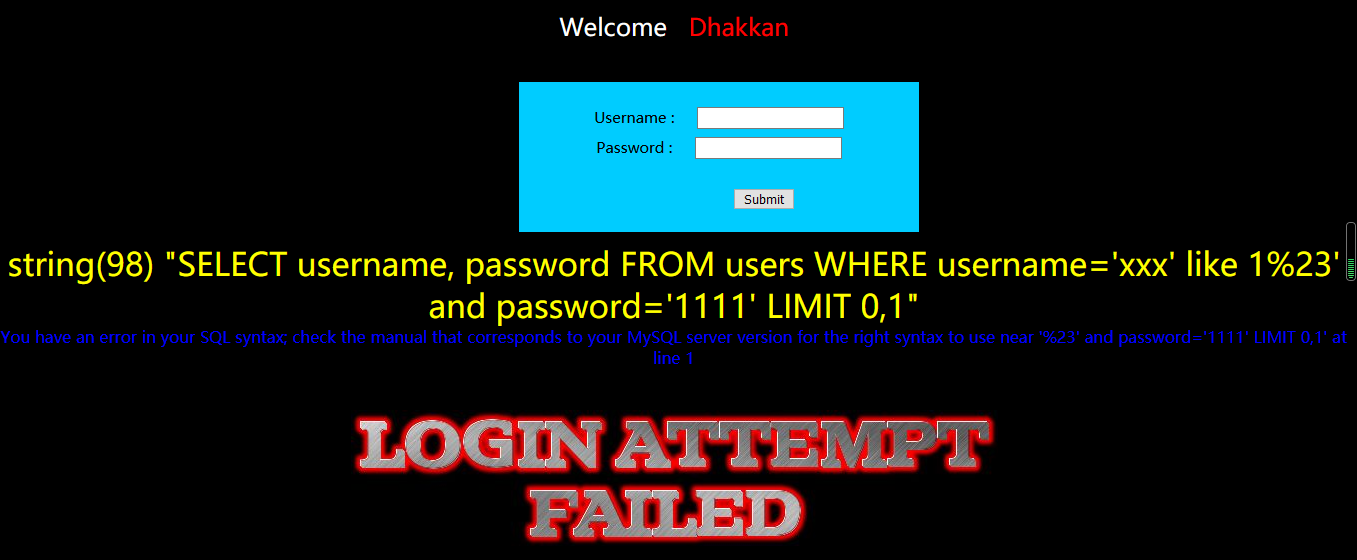 Welcome Dhakkan
Username :
Password :
Submit
string(98) "SELECT username, password FROM users WHERE username='xxx' like 1%23'
and password='1111' LIMIT 0,1"
You have an error in your SQL syntax; check the manual that corresponds to your MySQL server version for the right syntax to use near '%23' and password='1111' LIMIT 0,1' at
line 1
LOGIN ATTEMPT
FAILED